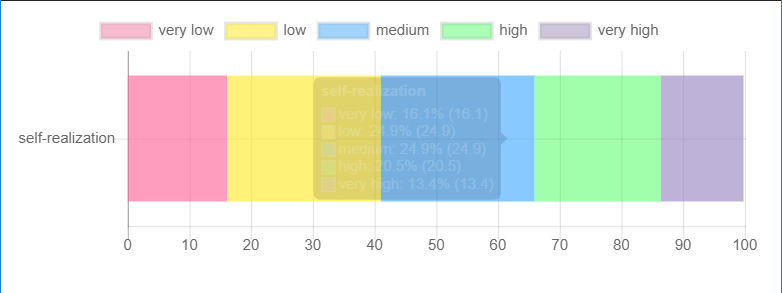 very low low medium high very high
self-realization
very low: 16.1% (16.1)
low: 24.9% (24.9)
medium: 24.9% (24.9)
high: 20.5% (20.5)
very high: 13.4% (13.4)
self-realization
0 10 20 30 40 50 60 70 80 90 100